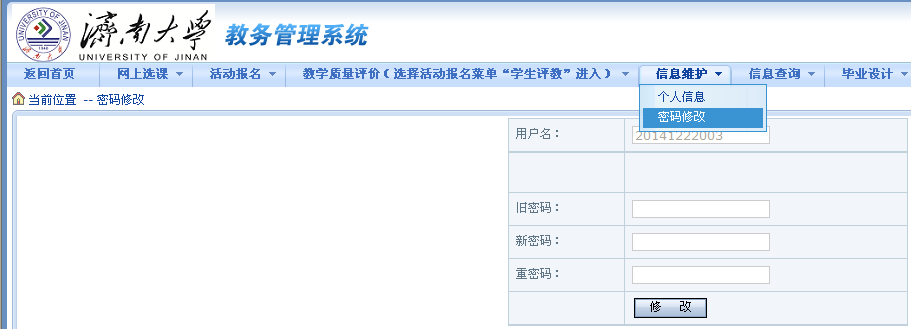 UNIVERSITY OF JINAN
1948
濟南大学
UNIVERSITY OF JINAN
教务管理系统
返回首页 网上选课 活动报名 教学质量评价(选择活动报名菜单“学生评教”进入) 信息维护 信息查询 毕业设计
个人信息
密码修改
当前位置 -- 密码修改
用户名：
20141222003
旧密码：
新密码：
重密码：
修 改